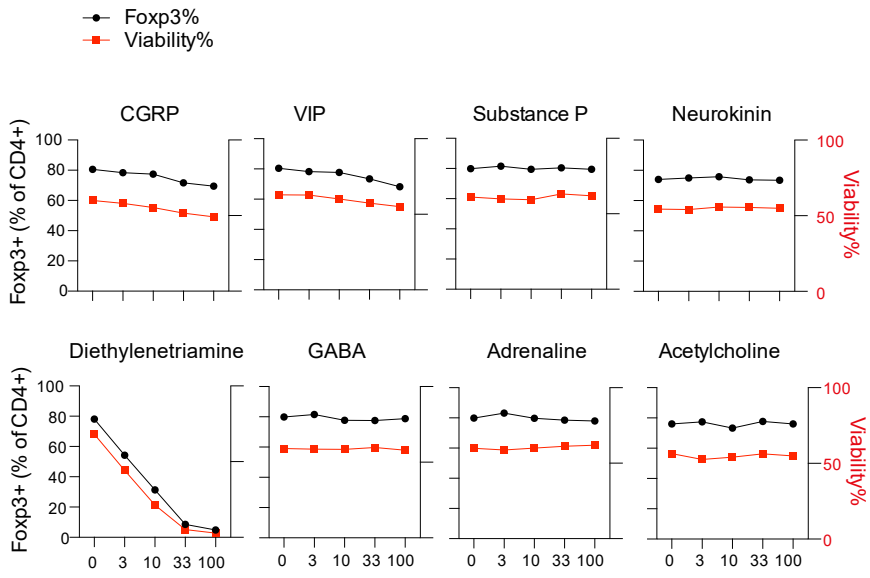 Foxp3%
Viability%
CGRP VIP Substance P Neurokinin
Foxp3+ (% of CD4+)
100
80
60
40
20
0
100
50
0
Viability%
Diethylenetriamine GABA Adrenaline Acetylcholine
Foxp3+ (% of CD4+)
100
80
60
40
20
0
100
50
0
Viability%
0 3 10 33 100 0 3 10 33 100 0 3 10 33 100 0 3 10 33 100